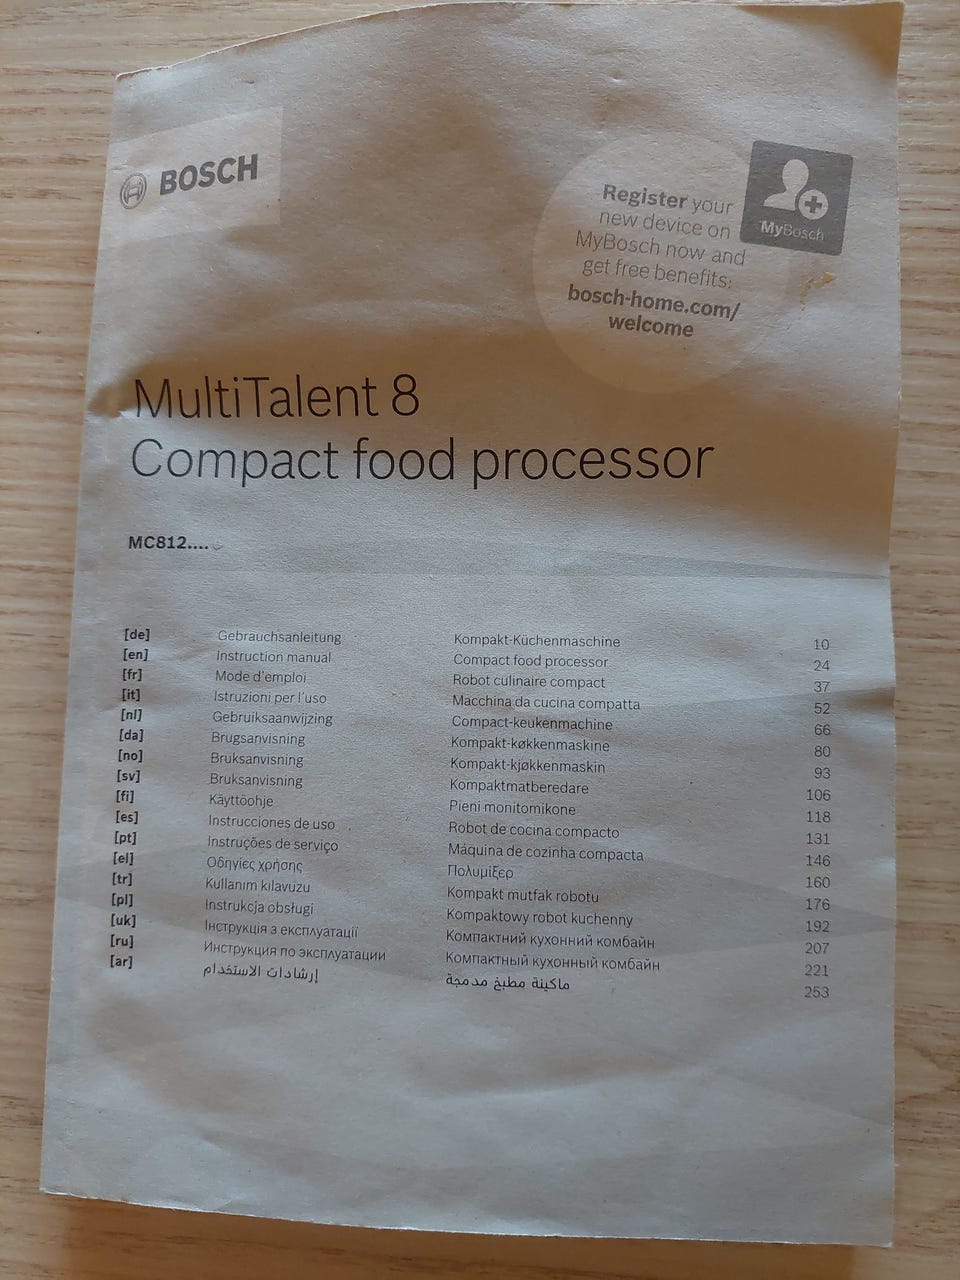 BOSCH
Register your
new device on
MyBosch now and
get free benefits:
bosch-home.com/
welcome
MyBosch
MultiTalent 8
Compact food processor
MC812....
[de] Gebrauchsanleitung Kompakt-Küchenmaschine 10
[en] Instruction manual Compact food processor 24
[fr] Mode d'emploi Robot culinaire compact 37
[it] Istruzioni per l'uso Macchina da cucina compatta 52
[nl] Gebruiksaanwijzing Compact-keukenmachine 66
[da] Brugsanvisning Kompakt-køkkenmaskine 80
[no] Bruksanvisning Kompakt-kjøkkenmaskin 93
[sv] Bruksanvisning Kompaktmatberedare 106
[fi] Käyttöohje Pieni monitomikone 118
[es] Instrucciones de uso Robot de cocina compacto 131
[pt] Instruções de serviço Máquina de cozinha compacta 146
[el] Οδηγίες χρήσης Πολυμίξερ 160
[tr] Kullanım kılavuzu Kompakt mutfak robotu 176
[pl] Instrukcja obsługi Kompaktowy robot kuchenny 192
[uk] Інструкція з експлуатації Компактний кухонний комбайн 207
[ru] Инструкция по эксплуатации Компактный кухонный комбайн 221
[ar] إرشادات الاستخدام ماكينة مطبخ مدمجة 253